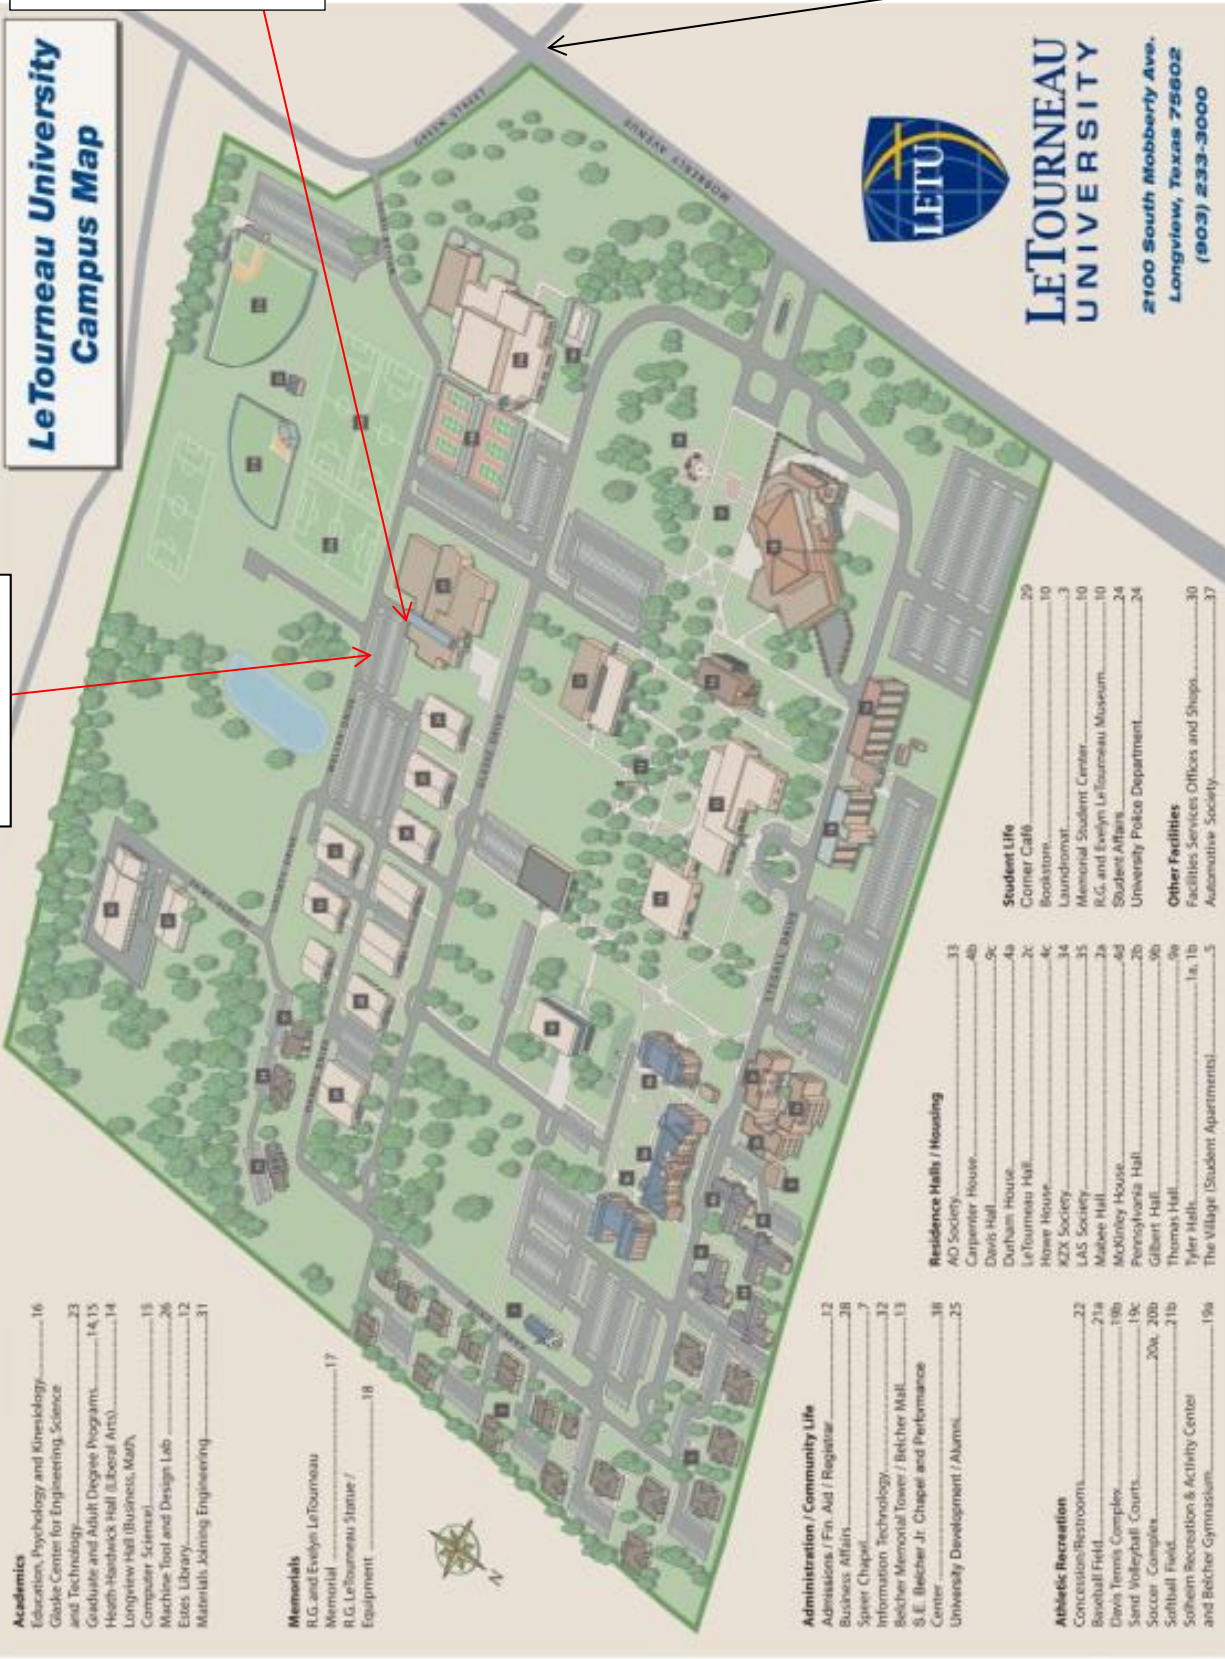 LeTourneau University
Campus Map
LETU
LETOURNEAU
UNIVERSITY
2100 South Mobberly Ave.
Longview, Texas 75602
(903) 233-3000
GREEN STREET
MOBBERLY AVENUE
Academics
Education, Psychology and Kinesiology 16
Glaske Center for Engineering, Science
and Technology 23
Graduate and Adult Degree Programs 14, 15
Heath-Hardwick Hall (Liberal Arts) 14
Longview Hall (Business, Math,
Computer Science) 15
Machine Tool and Design Lab 26
Estes Library 12
Materials Joining Engineering 31
Memorials
R.G. and Evelyn LeTourneau
Memorial 17
R.G. LeTourneau Statue /
Equipment 18
Administration / Community Life
Admissions / Fin. Aid / Registrar 12
Business Affairs 28
Speer Chapel 7
Information Technology 32
Belcher Memorial Tower / Belcher Mall 13
S.E. Belcher Jr. Chapel and Performance
Center 38
University Development / Alumni 25
Athletic Recreation
Concession/Restrooms 22
Baseball Field 21a
Davis Tennis Complex 19b
Sand Volleyball Courts 19c
Soccer Complex 20a, 20b
Softball Field 21b
Solheim Recreation & Activity Center
and Belcher Gymnasium 19a
Residence Halls / Housing
AO Society 33
Carpenter House 4b
Davis Hall 9c
Durham House 4a
LeTourneau Hall 2c
Howe House 4c
KZX Society 34
LAS Society 35
Mabee Hall 2a
McKinley House 4d
Pennsylvania Hall 2b
Gilbert Hall 9b
Thomas Hall 9a
Tyler Halls 1a, 1b
The Village (Student Apartments) 5
Student Life
Corner Café 29
Bookstore 10
Laundromat 3
Memorial Student Center 10
R.G. and Evelyn LeTourneau Museum 10
Student Affairs 24
University Police Department 24
Other Facilities
Facilities Services Offices and Shops 30
Automotive Society 37
N